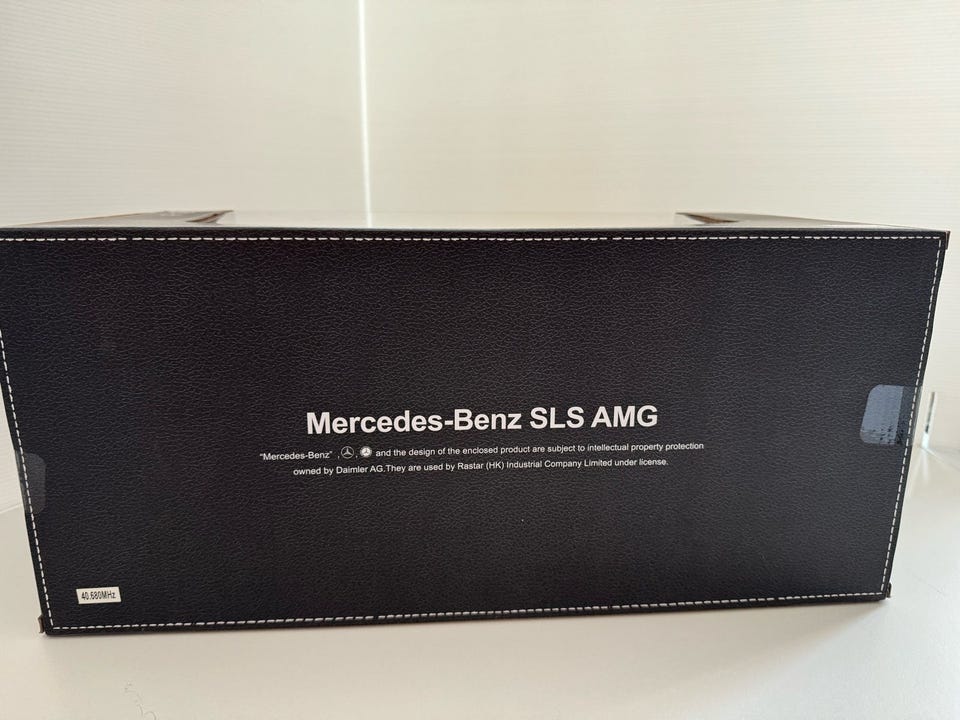 Mercedes-Benz SLS AMG
"Mercedes-Benz" , , and the design of the enclosed product are subject to intellectual property protection
owned by Daimler AG.They are used by Rastar (HK) Industrial Company Limited under license.
40.680MHz